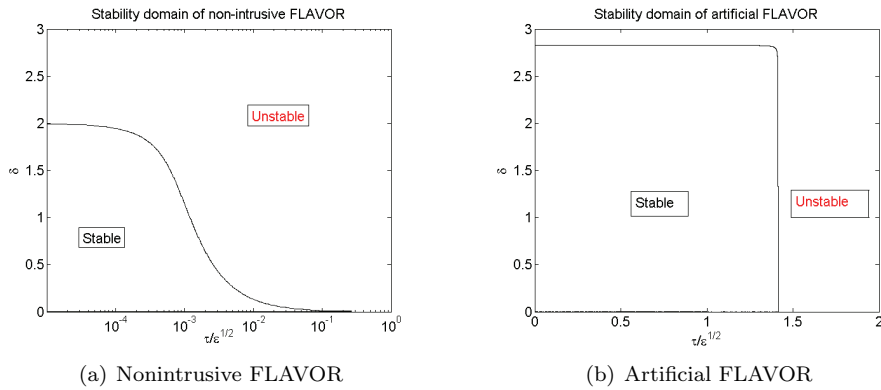 Stability domain of non-intrusive FLAVOR
3
2.5
2
1.5
1
0.5
0
δ
Unstable
Stable
10⁻⁴
10⁻³
10⁻²
10⁻¹
10⁰
τ/ε^1/2
(a) Nonintrusive FLAVOR
Stability domain of artificial FLAVOR
3
2.5
2
1.5
1
0.5
0
δ
Stable
Unstable
0
0.5
1
1.5
2
τ/ε^1/2
(b) Artificial FLAVOR